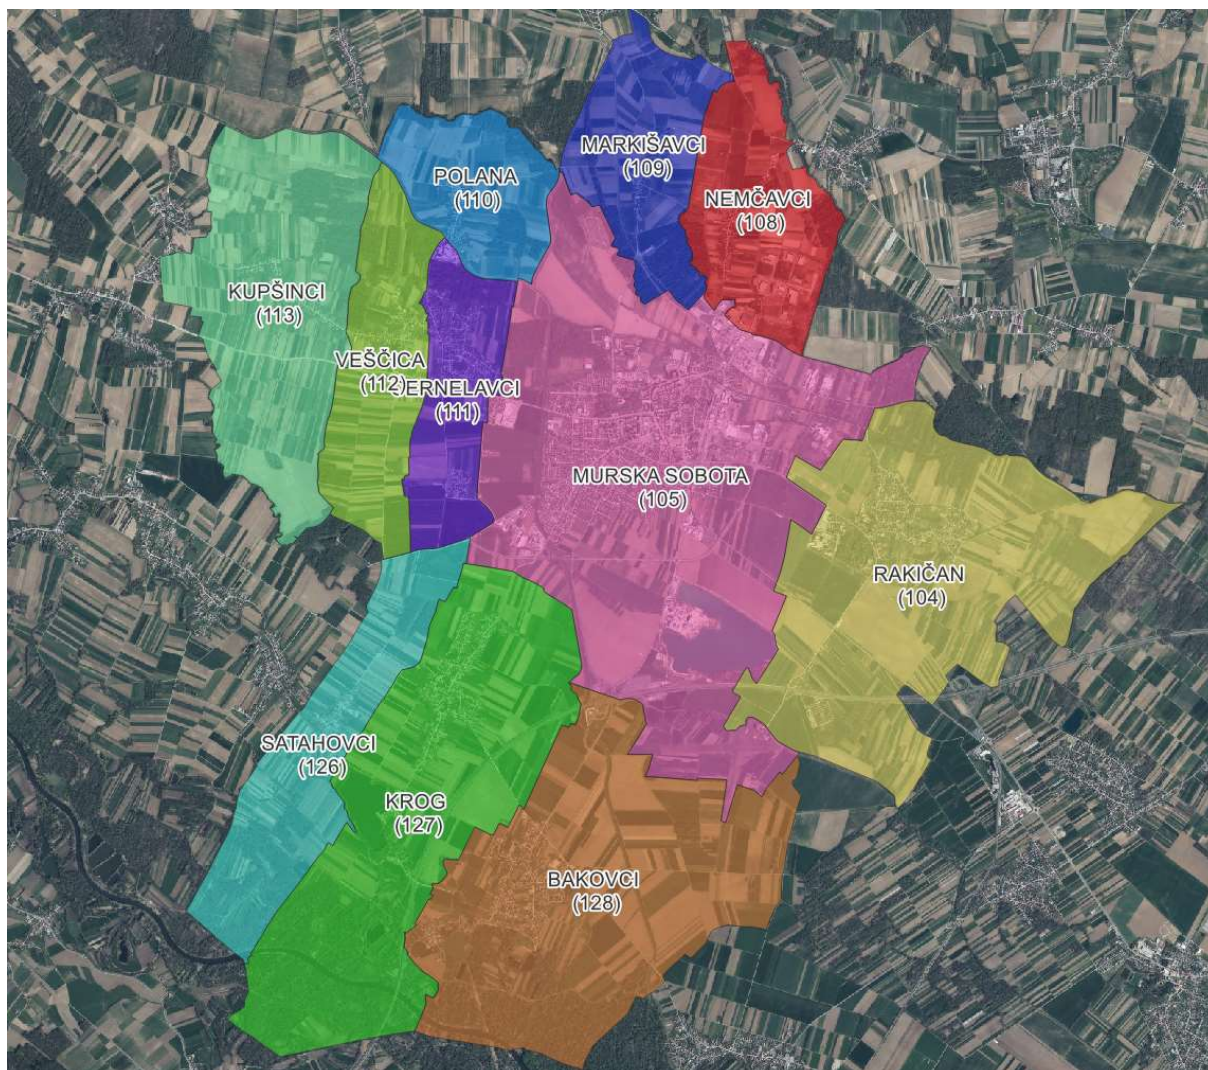 MARKIŠAVCI
(109)
POLANA
(110)
NEMČAVCI
(108)
KUPŠINCI
(113)
VEŠČICA
(112)
ERNELAVCI
(111)
MURSKA SOBOTA
(105)
RAKIČAN
(104)
SATAHOVCI
(126)
KROG
(127)
BAKOVCI
(128)